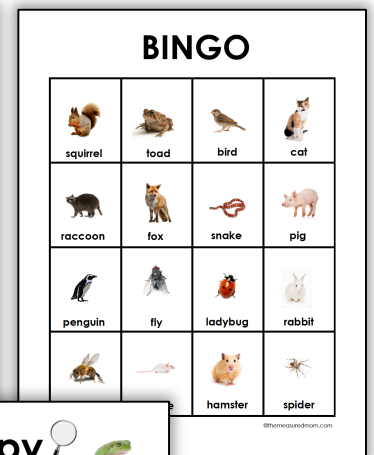 BINGO
squirrel toad bird cat
raccoon fox snake pig
penguin fly ladybug rabbit
hamster spider
©themeasuredmom.com